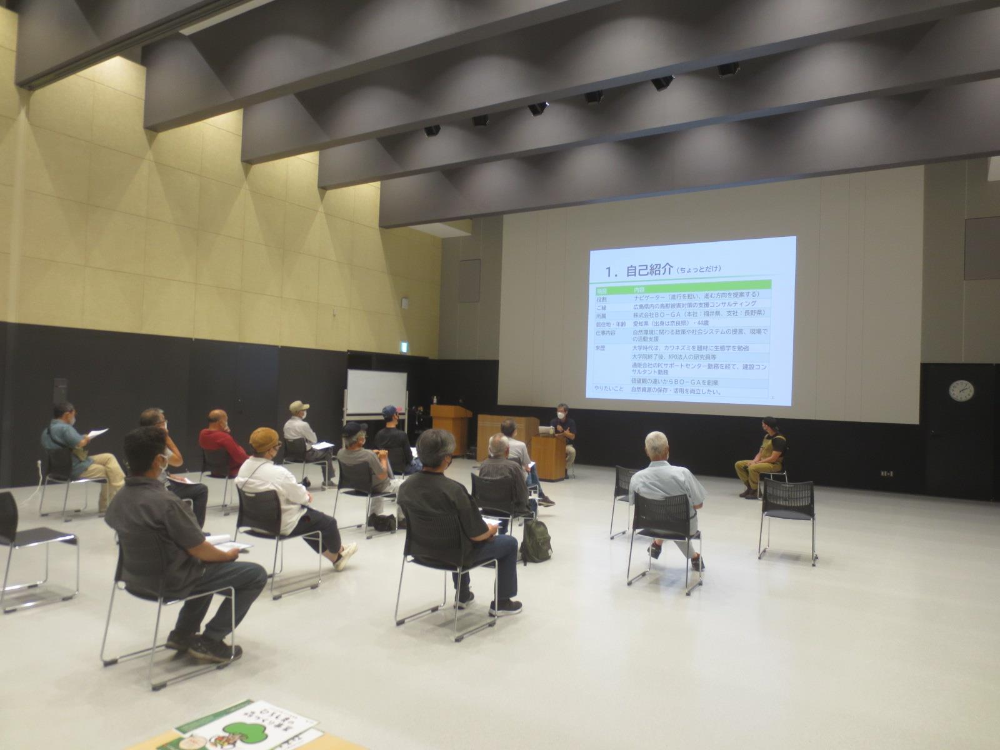 1. 自己紹介(ちょっとだけ)
項目 内容
役割 ナビゲーター(進行を担い、進む方向を提案する)
ご縁 広島県内の鳥獣被害対策の支援コンサルティング
所属 株式会社BO-GA(本社:福井県、支社:長野県)
居住地・年齢 愛知県(出身は奈良県)・44歳
仕事内容 自然環境に関わる政策や社会システムの提言、現場で
の活動支援
来歴 大学時代は、カワネズミを題材に生態学を勉強
大学院終了後、NPO法人の研究員等
通販会社のPCサポートセンター勤務を経て、建設コン
サルタント勤務
価値観の違いからBO-GAを創業
やりたいこと 自然資源の保存・活用を両立したい。